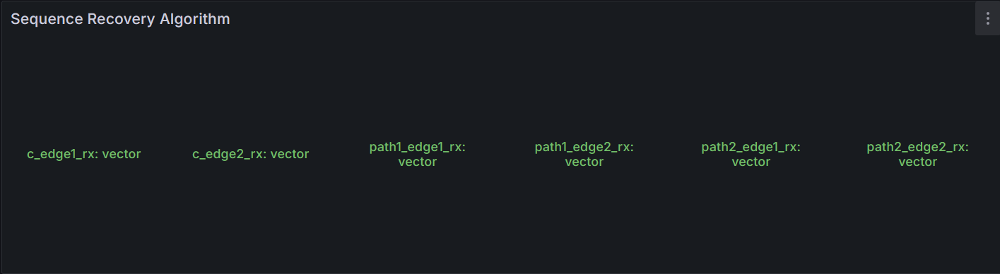 Sequence Recovery Algorithm
c_edge1_rx: vector
c_edge2_rx: vector
path1_edge1_rx:
vector
path1_edge2_rx:
vector
path2_edge1_rx:
vector
path2_edge2_rx:
vector